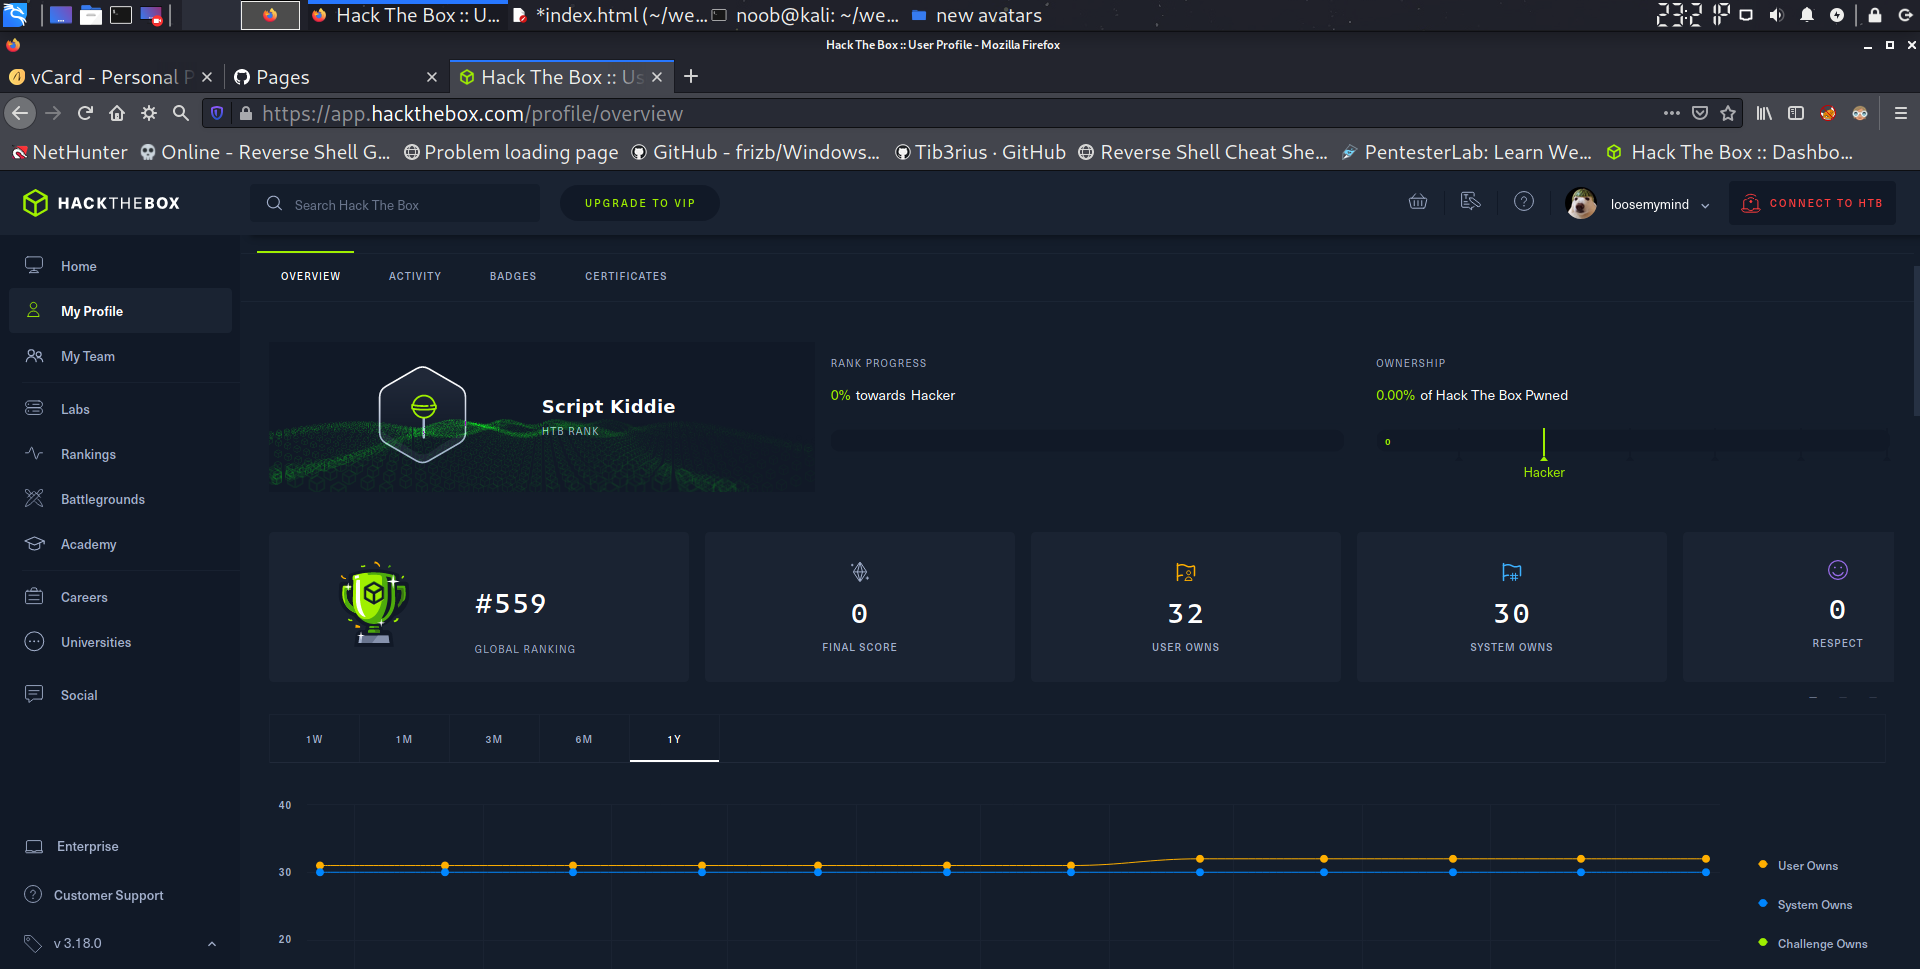 Hack The Box :: U... *index.html (~/we... noob@kali: ~/we... new avatars 23:21P
Hack The Box :: User Profile - Mozilla Firefox
vCard - Personal P Pages Hack The Box :: Us
https://app.hackthebox.com/profile/overview
NetHunter Online - Reverse Shell G... Problem loading page GitHub - frizb/Windows... Tib3rius · GitHub Reverse Shell Cheat She... PentesterLab: Learn We... Hack The Box :: Dashbo...
HACKTHEBOX Search Hack The Box UPGRADE TO VIP loosemymind CONNECT TO HTB
Home
My Profile
My Team
Labs
Rankings
Battlegrounds
Academy
Careers
Universities
Social
Enterprise
Customer Support
v 3.18.0
OVERVIEW ACTIVITY BADGES CERTIFICATES
Script Kiddie
HTB RANK
RANK PROGRESS
0% towards Hacker
OWNERSHIP
0.00% of Hack The Box Pwned
0
Hacker
#559
GLOBAL RANKING
0
FINAL SCORE
32
USER OWNS
30
SYSTEM OWNS
0
RESPECT
1W 1M 3M 6M 1Y
40
30
20
User Owns
System Owns
Challenge Owns